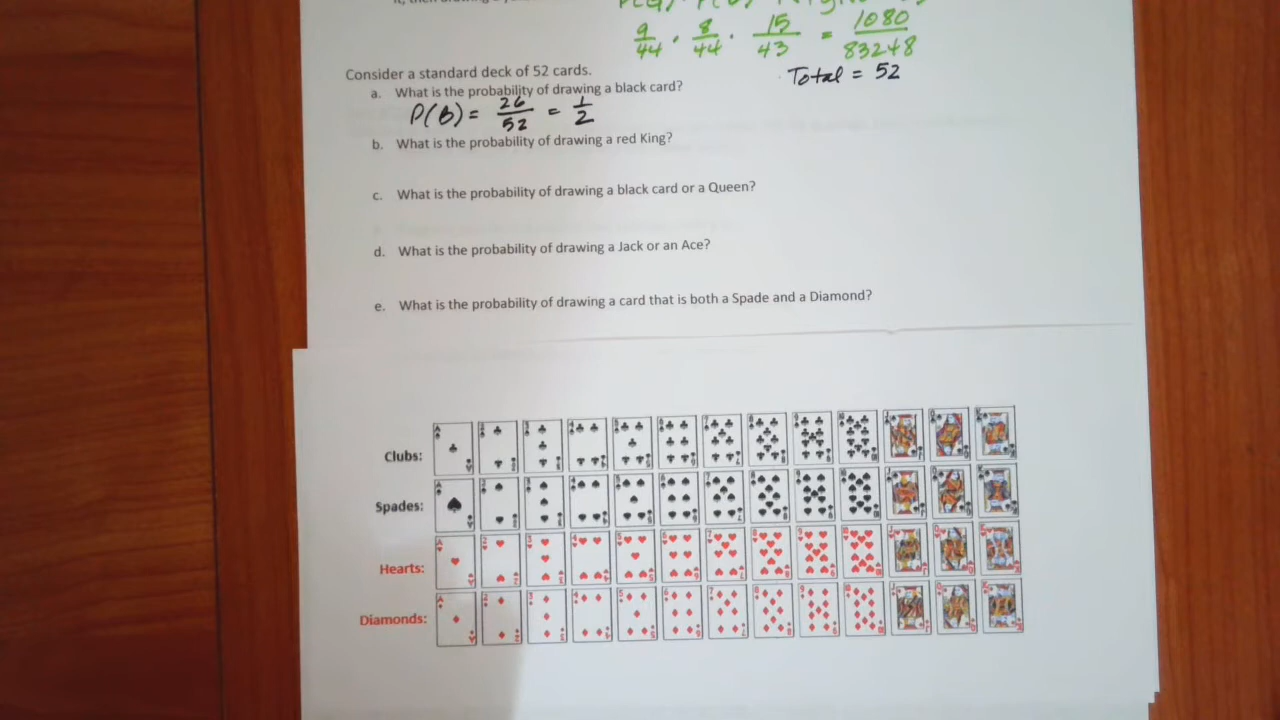 9/44 · 8/44 · 15/43 = 1080/83248
Consider a standard deck of 52 cards.
Total = 52
a. What is the probability of drawing a black card?
P(B) = 26/52 = 1/2
b. What is the probability of drawing a red King?
c. What is the probability of drawing a black card or a Queen?
d. What is the probability of drawing a Jack or an Ace?
e. What is the probability of drawing a card that is both a Spade and a Diamond?
Clubs:
Spades:
Hearts:
Diamonds: